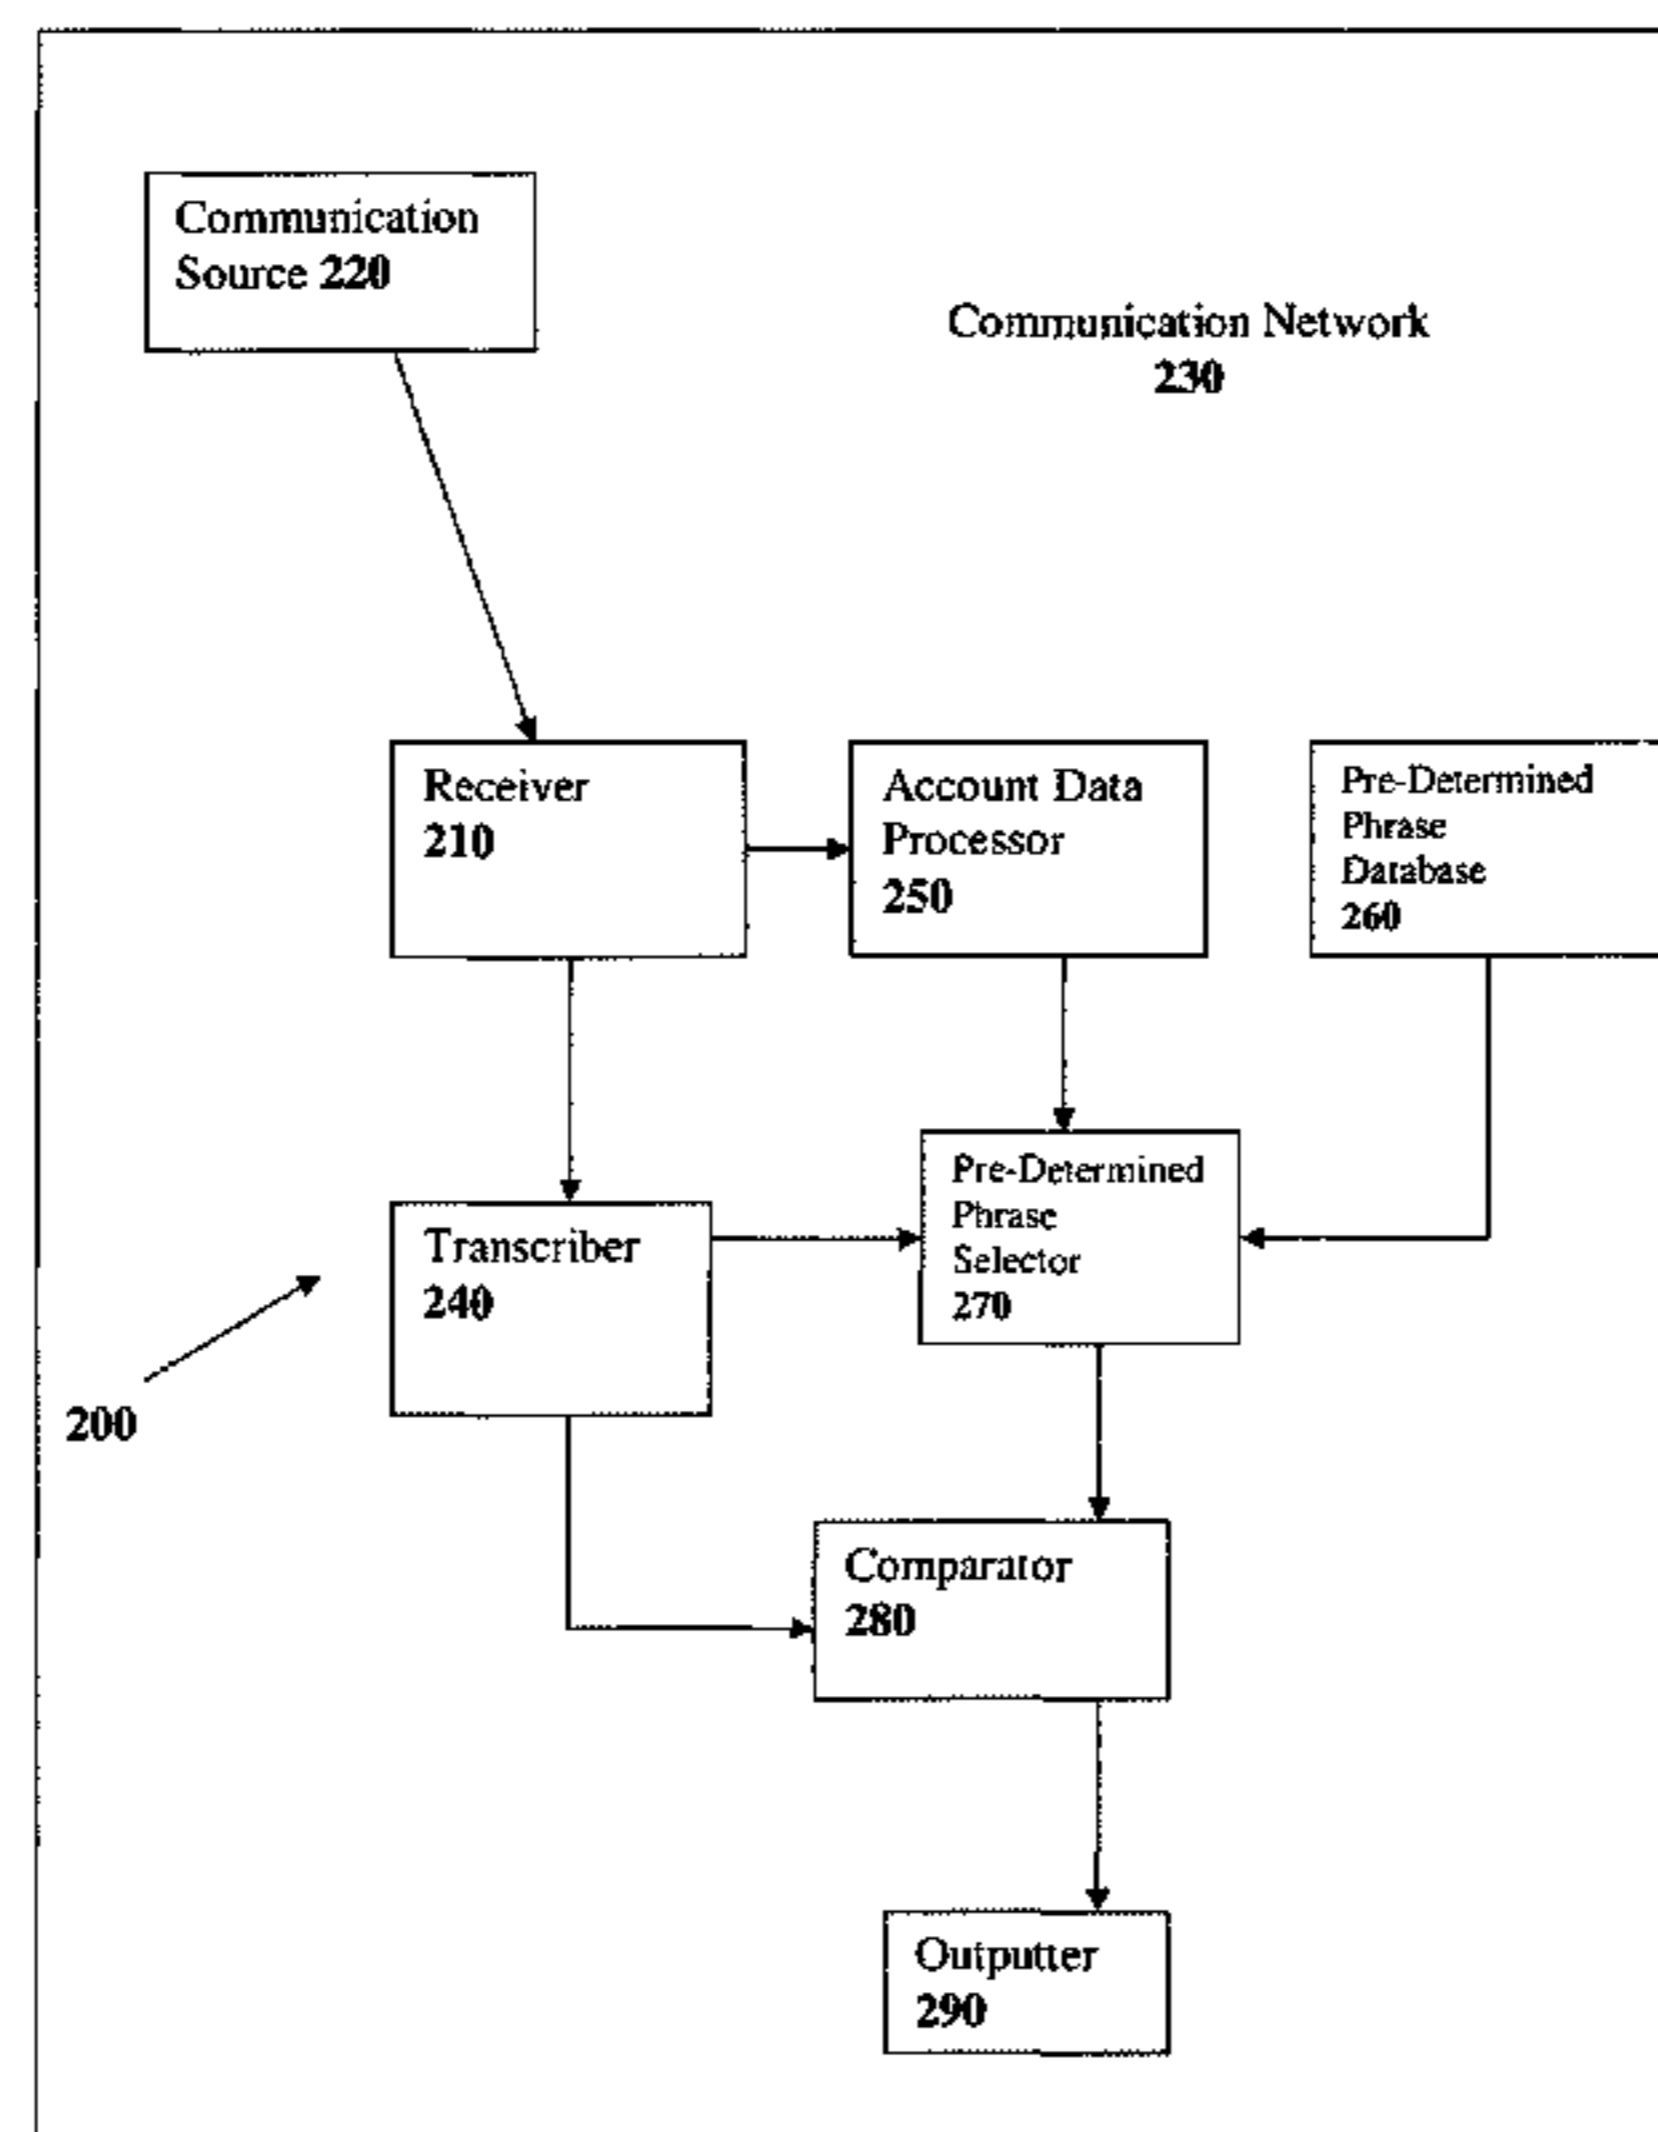 Communication
Source 220
Communication Network
230
Receiver
210
Account Data
Processor
250
Pre-Determined
Phrase
Database
260
Transcriber
240
Pre-Determined
Phrase
Selector
270
200
Comparator
280
Outputter
290